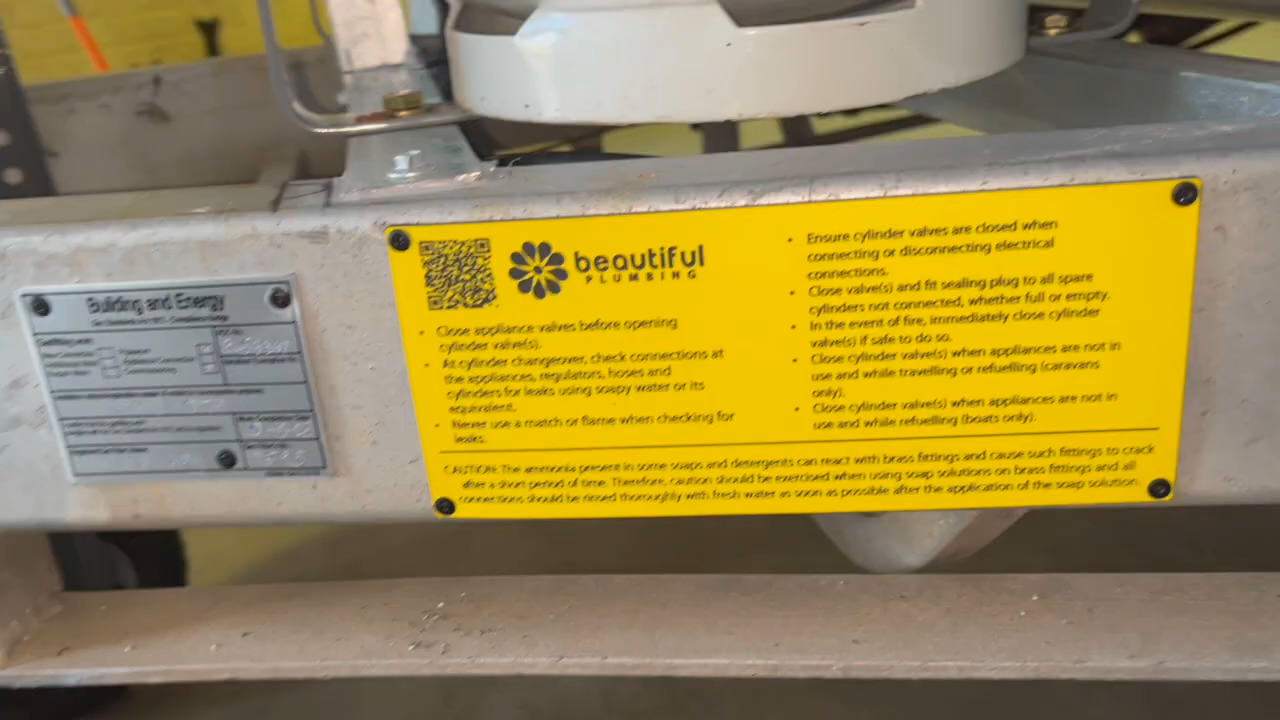 Building and Energy
beautiful
PLUMBING
• Close appliance valves before opening
cylinder valve(s).
• At cylinder changeover, check connections at
the appliances, regulators, hoses and
cylinders for leaks using soapy water or its
equivalent.
• Never use a match or flame when checking for
leaks.
• Ensure cylinder valves are closed when
connecting or disconnecting electrical
connections.
• Close valve(s) and fit sealing plug to all spare
cylinders not connected, whether full or empty.
• In the event of fire, immediately close cylinder
valve(s) if safe to do so.
• Close cylinder valve(s) when appliances are not in
use and while travelling or refuelling (caravans
only).
• Close cylinder valve(s) when appliances are not in
use and while refuelling (boats only).
CAUTION: The ammonia present in some soaps and detergents can react with brass fittings and cause such fittings to crack
after a short period of time. Therefore, caution should be exercised when using soap solutions on brass fittings and all
connections should be rinsed thoroughly with fresh water as soon as possible after the application of the soap solution.